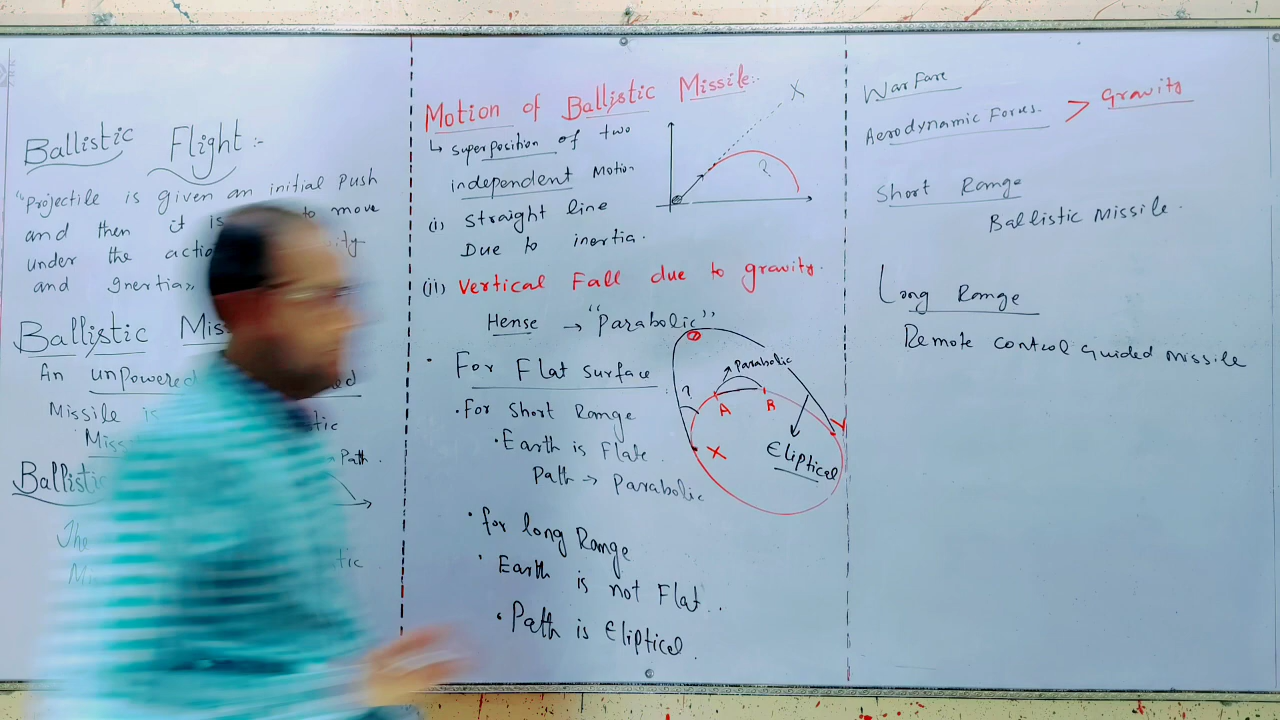 Ballistic Flight:-
"Projectile is given an initial push
and then it is to move
under the
and Inertia"
Ballistic
An unpowered
Missile is
Path.
Ballistic
The
Motion of Ballistic Missile:-
↳ superposition of two
independent Motion
(i) Straight line
Due to inertia.
(ii) Vertical Fall due to gravity.
Hense → "Parabolic"
• For Flat surface
• For short Range
• Earth is Flate.
Path → Parabolic
• for long Range
• Earth is not Flat..
• Path is Eliptical.
X
?
Parabolic
?
A
B
X
Y
Eliptical
Warfare
Aerodynamic Forces. > Gravity
Short Range
Ballistic Missile.
Long Range
Remote control guided missile